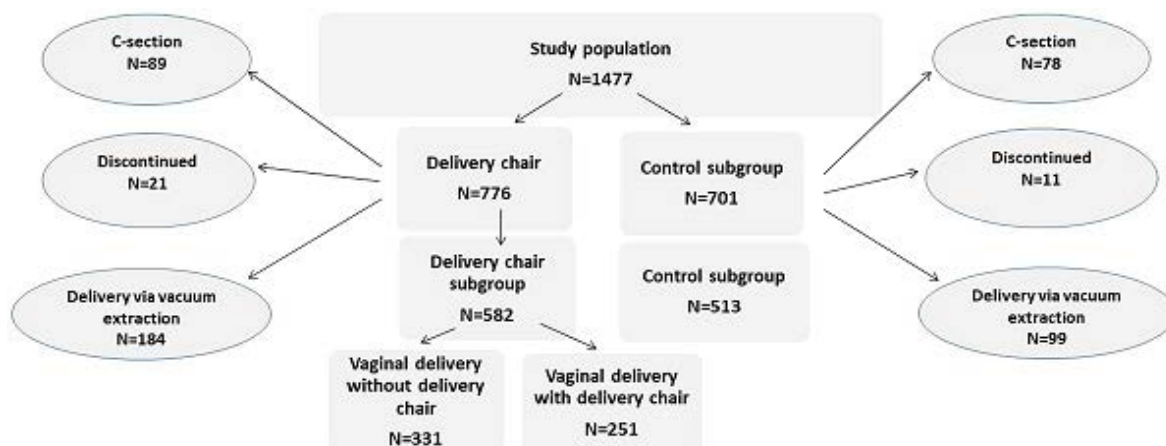 Study population
N=1477
C-section
N=89
Discontinued
N=21
Delivery via vacuum
extraction
N=184
Delivery chair
N=776
Control subgroup
N=701
C-section
N=78
Discontinued
N=11
Delivery via vacuum
extraction
N=99
Delivery chair
subgroup
N=582
Control subgroup
N=513
Vaginal delivery
without delivery
chair
N=331
Vaginal delivery
with delivery chair
N=251